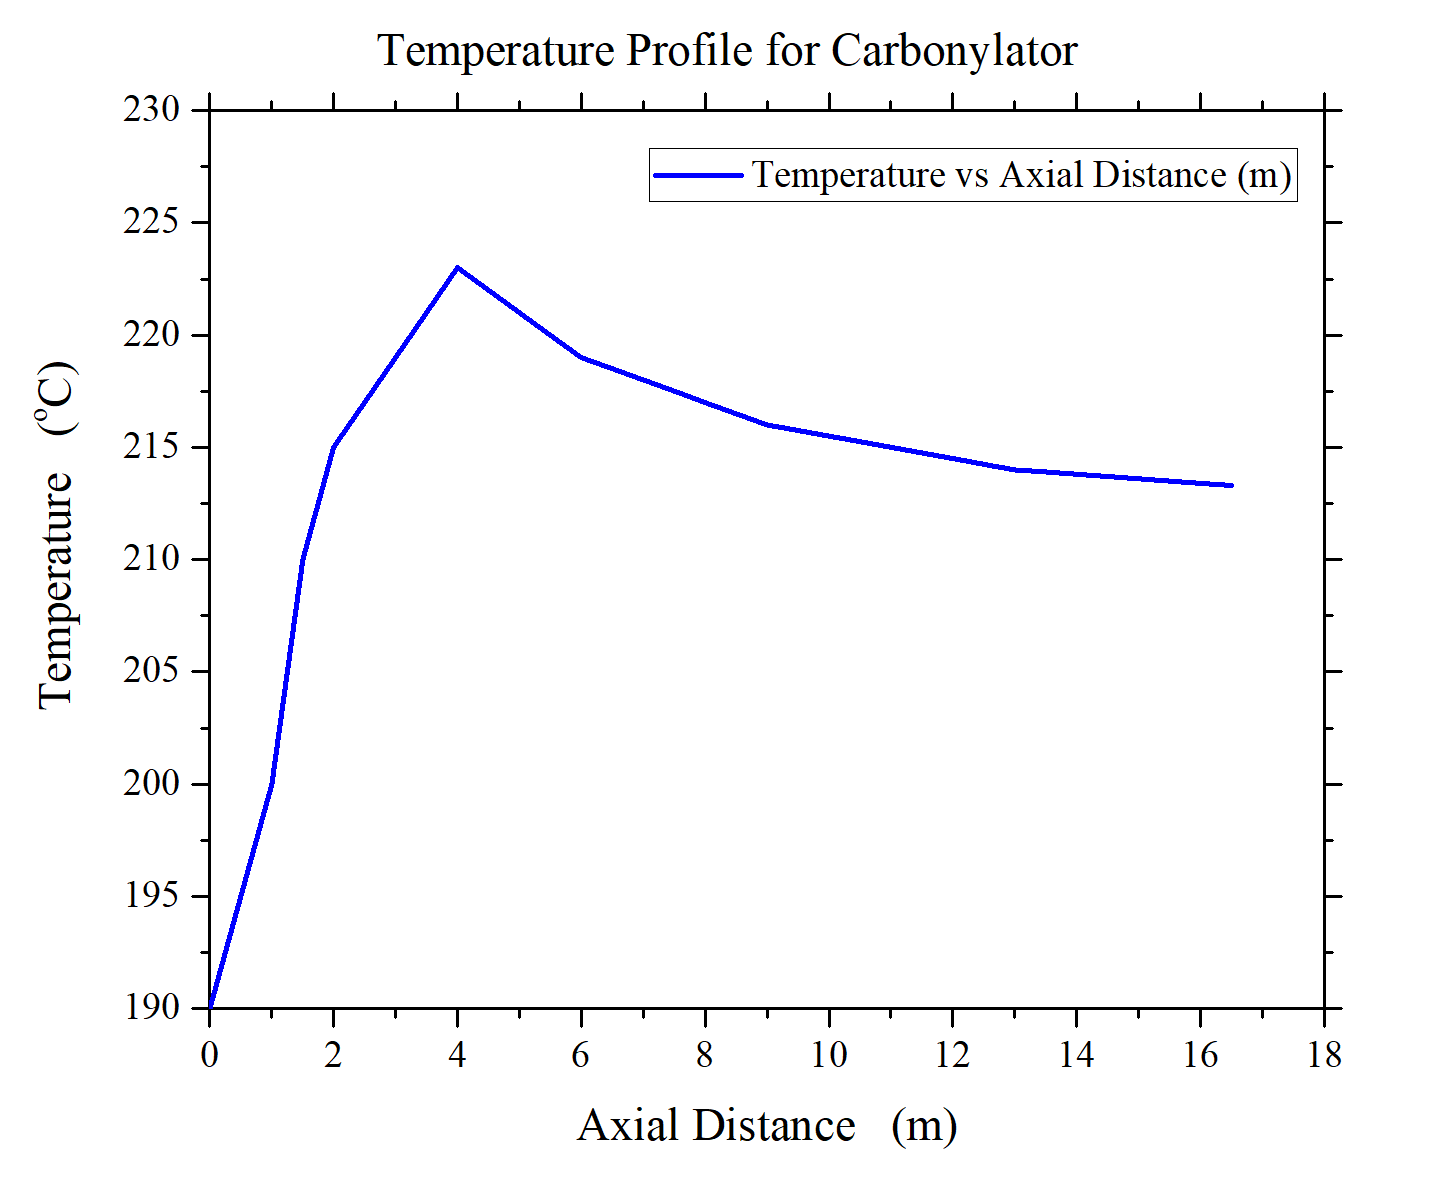 Temperature Profile for Carbonylator
230
Temperature vs Axial Distance (m)
225
220
215
210
205
200
195
190
Temperature (°C)
0 2 4 6 8 10 12 14 16 18
Axial Distance (m)